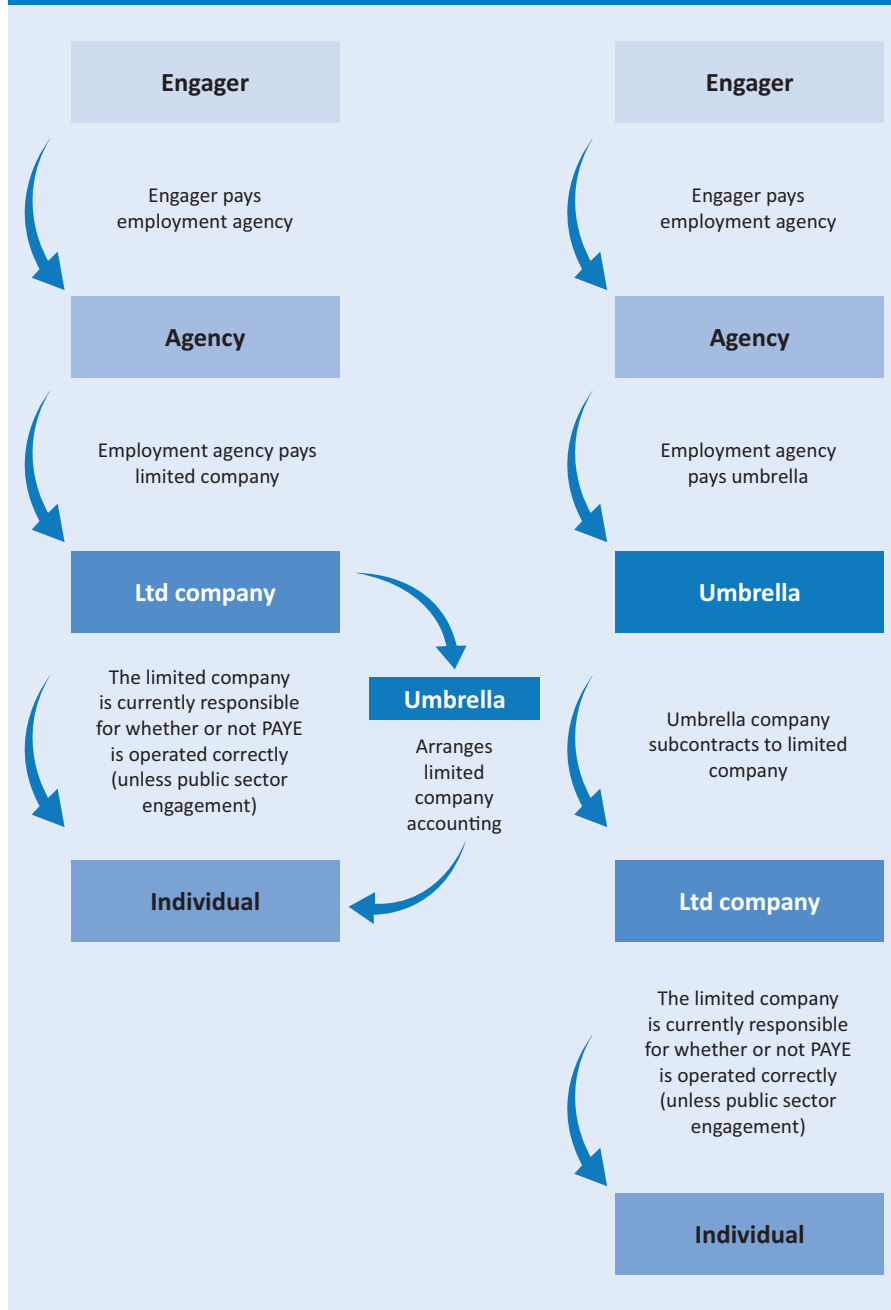 Engager
Engager pays
employment agency
Agency
Employment agency pays
limited company
Ltd company
The limited company
is currently responsible
for whether or not PAYE
is operated correctly
(unless public sector
engagement)
Individual
Umbrella
Arranges
limited
company
accounting
Engager
Engager pays
employment agency
Agency
Employment agency
pays umbrella
Umbrella
Umbrella company
subcontracts to limited
company
Ltd company
The limited company
is currently responsible
for whether or not PAYE
is operated correctly
(unless public sector
engagement)
Individual